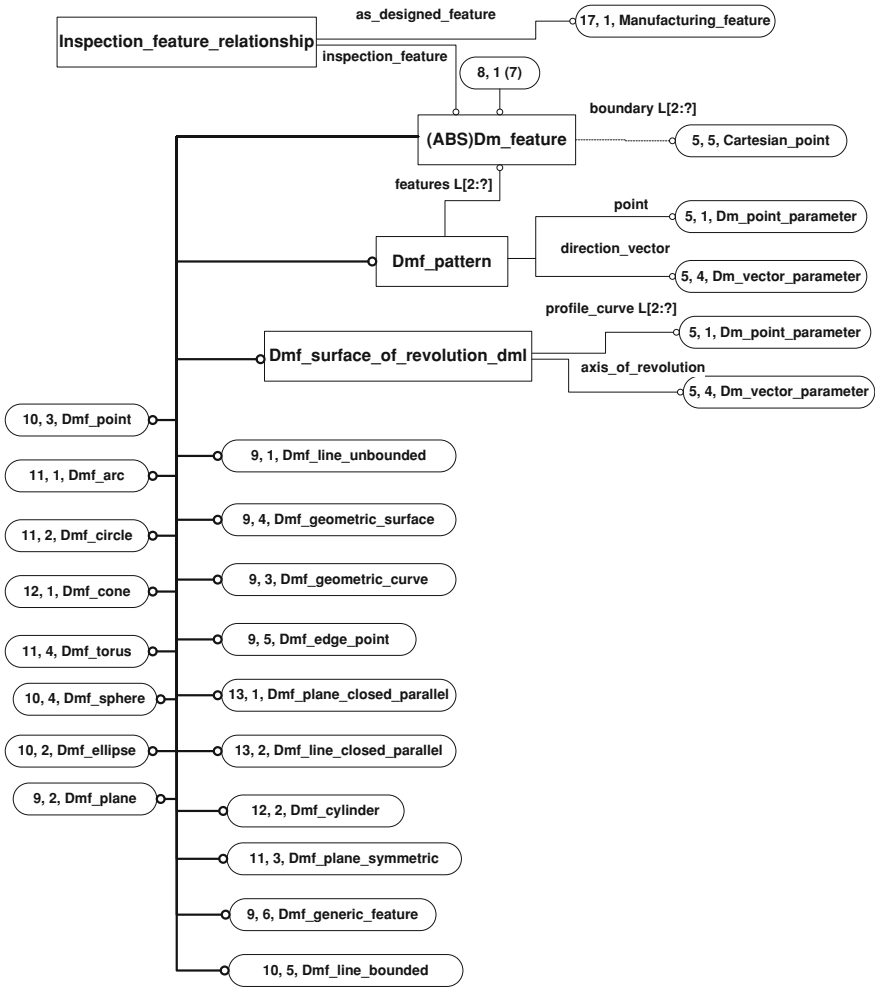 as_designed_feature
17, 1, Manufacturing_feature
Inspection_feature_relationship
inspection_feature
8, 1 (7)
boundary L[2:?]
(ABS)Dm_feature
5, 5, Cartesian_point
features L[2:?]
point
5, 1, Dm_point_parameter
direction_vector
Dmf_pattern
5, 4, Dm_vector_parameter
profile_curve L[2:?]
5, 1, Dm_point_parameter
Dmf_surface_of_revolution_dml
axis_of_revolution
5, 4, Dm_vector_parameter
10, 3, Dmf_point
9, 1, Dmf_line_unbounded
11, 1, Dmf_arc
9, 4, Dmf_geometric_surface
11, 2, Dmf_circle
9, 3, Dmf_geometric_curve
12, 1, Dmf_cone
9, 5, Dmf_edge_point
11, 4, Dmf_torus
13, 1, Dmf_plane_closed_parallel
10, 4, Dmf_sphere
10, 2, Dmf_ellipse
13, 2, Dmf_line_closed_parallel
9, 2, Dmf_plane
12, 2, Dmf_cylinder
11, 3, Dmf_plane_symmetric
9, 6, Dmf_generic_feature
10, 5, Dmf_line_bounded